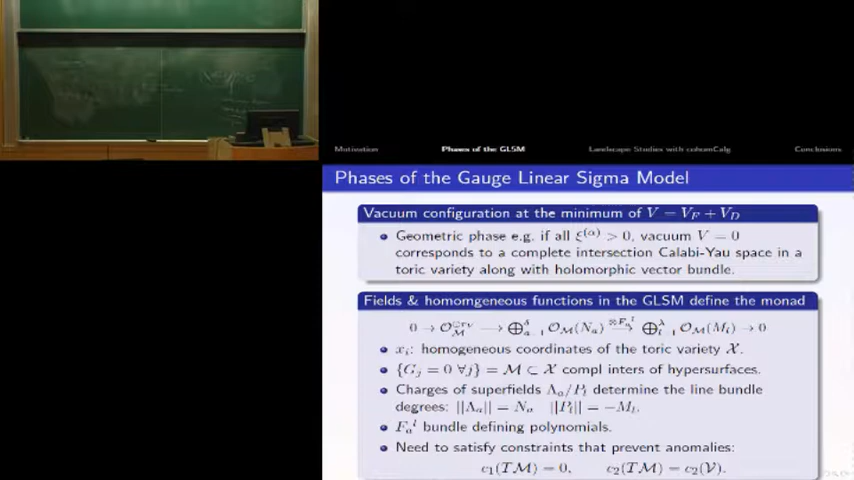 Motivation Phases of the GLSM Landscape Studies with cohomCalg Conclusions
Phases of the Gauge Linear Sigma Model
Vacuum configuration at the minimum of V = V_F + V_D
Geometric phase e.g. if all ξ^(α) > 0, vacuum V = 0
corresponds to a complete intersection Calabi-Yau space in a
toric variety along with holomorphic vector bundle.
Fields & homomgeneous functions in the GLSM define the monad
x_i: homogeneous coordinates of the toric variety 𝒳.
{G_j = 0 ∀j} = ℳ ⊂ 𝒳 compl inters of hypersurfaces.
Charges of superfields Λ_a/P_l determine the line bundle
degrees: ||Λ_a|| = N_a ||P_l|| = −M_l.
F_a^l bundle defining polynomials.
Need to satisfy constraints that prevent anomalies:
c_1(Tℳ) = 0, c_2(Tℳ) = c_2(𝒱).